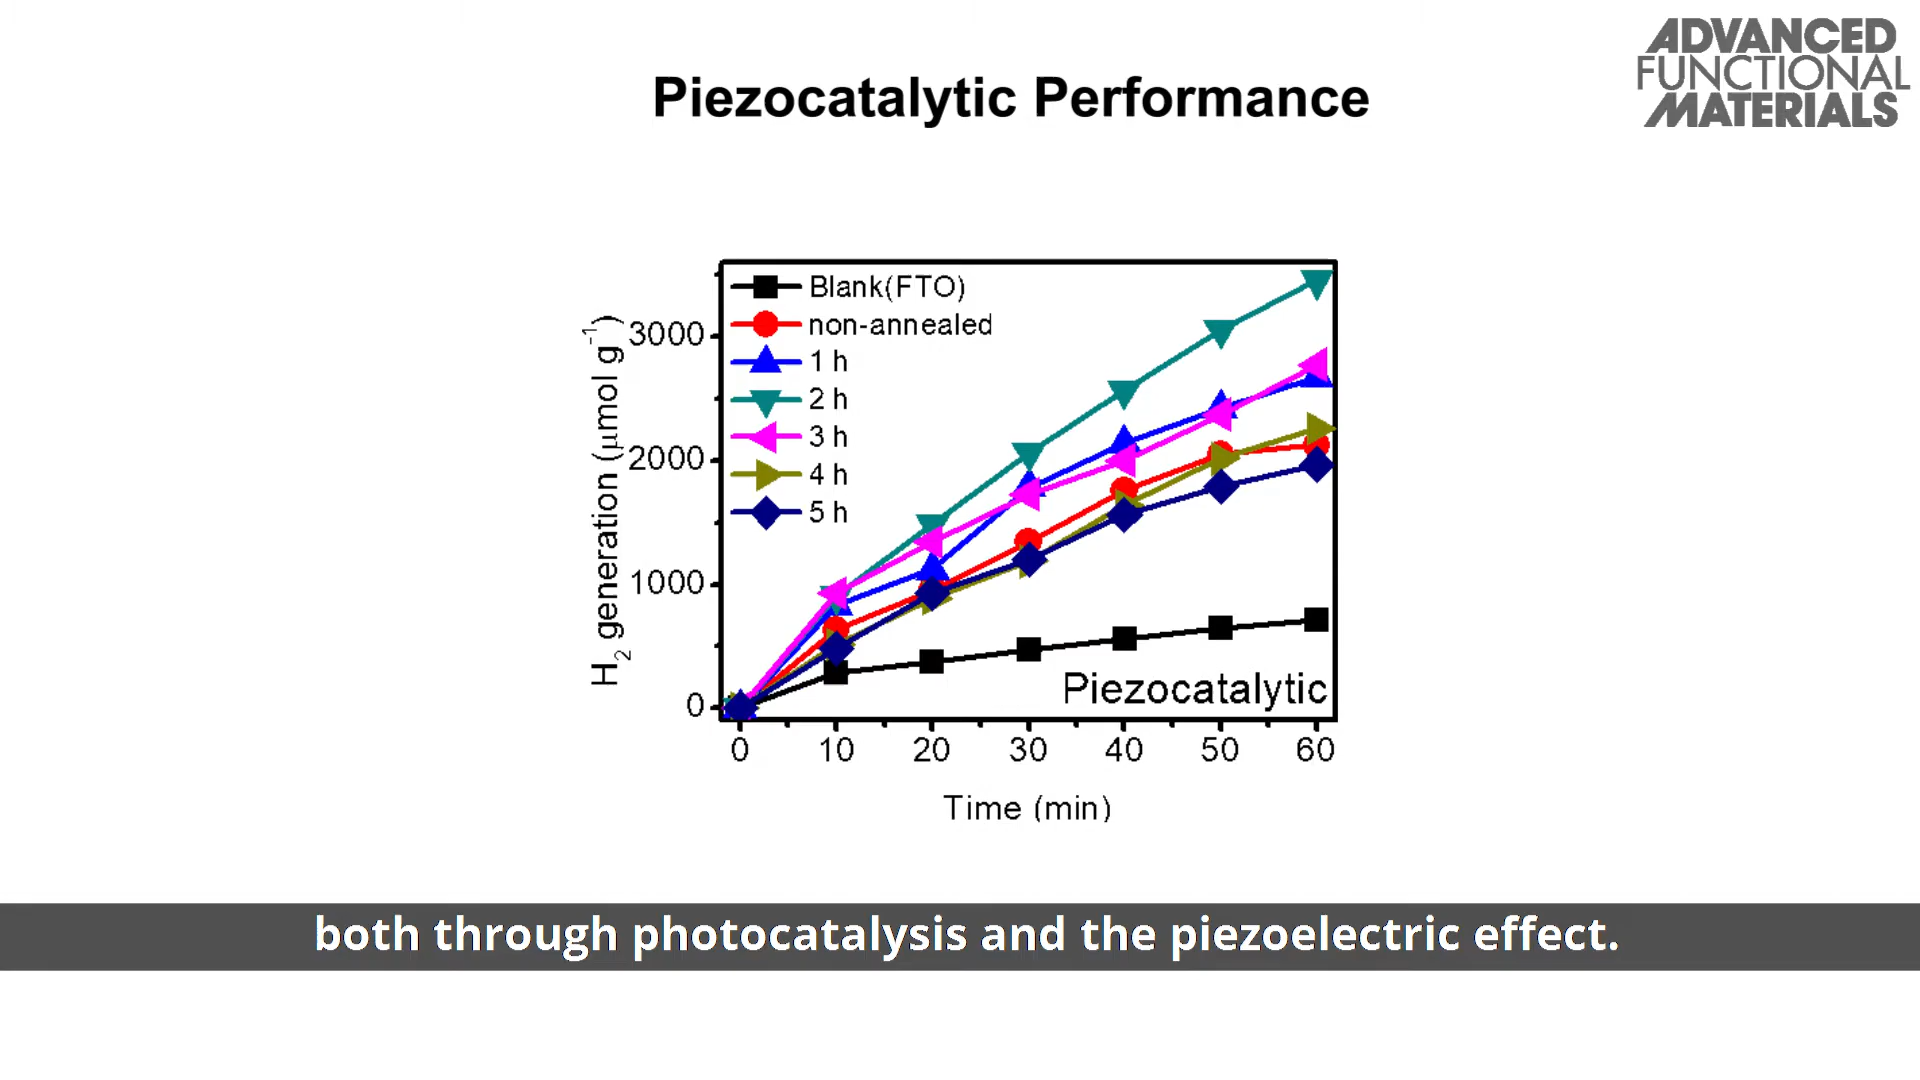 ADVANCED
FUNCTIONAL
MATERIALS
Piezocatalytic Performance
Blank(FTO)
non-annealed
1 h
2 h
3 h
4 h
5 h
H₂ generation (μmol g⁻¹)
3000
2000
1000
0
Piezocatalytic
0 10 20 30 40 50 60
Time (min)
both through photocatalysis and the piezoelectric effect.